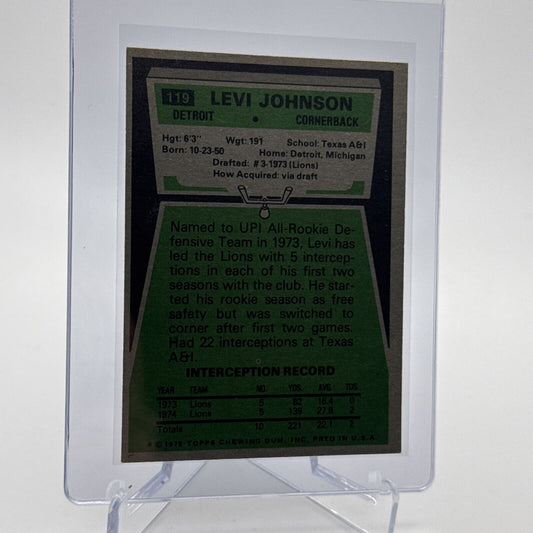 119 LEVI JOHNSON
DETROIT • CORNERBACK
Hgt: 6'3" Wgt: 191 School: Texas A&I
Born: 10-23-50 Home: Detroit, Michigan
Drafted: #3-1973 (Lions)
How Acquired: via draft
Named to UPI All-Rookie De-
fensive Team in 1973, Levi has
led the Lions with 5 intercep-
tions in each of his first two
seasons with the club. He star-
ted his rookie season as free
safety but was switched to
corner after first two games.
Had 22 interceptions at Texas
A&I.
INTERCEPTION RECORD
YEAR TEAM NO. YDS. AVG. TDS
1973 Lions 5 82 16.4 0
1974 Lions 5 139 27.8 2
Totals 10 221 22.1 2
© 1975 TOPPS CHEWING GUM, INC. PRTD IN U.S.A.